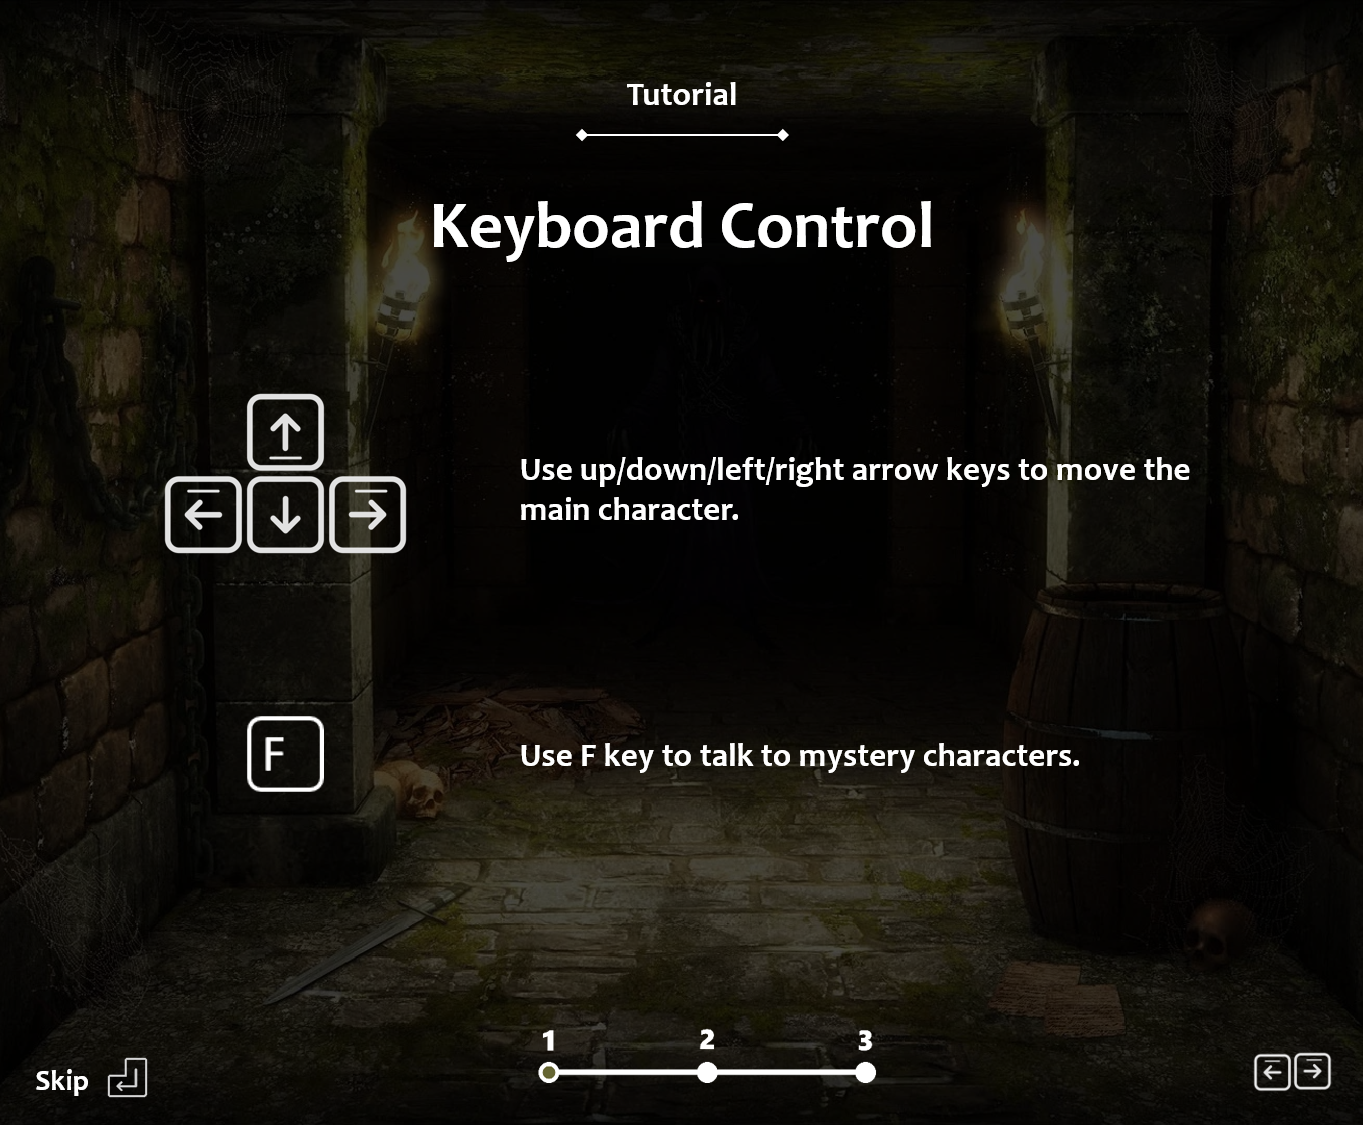 Tutorial
Keyboard Control
Use up/down/left/right arrow keys to move the
main character.
F
Use F key to talk to mystery characters.
1 2 3
Skip